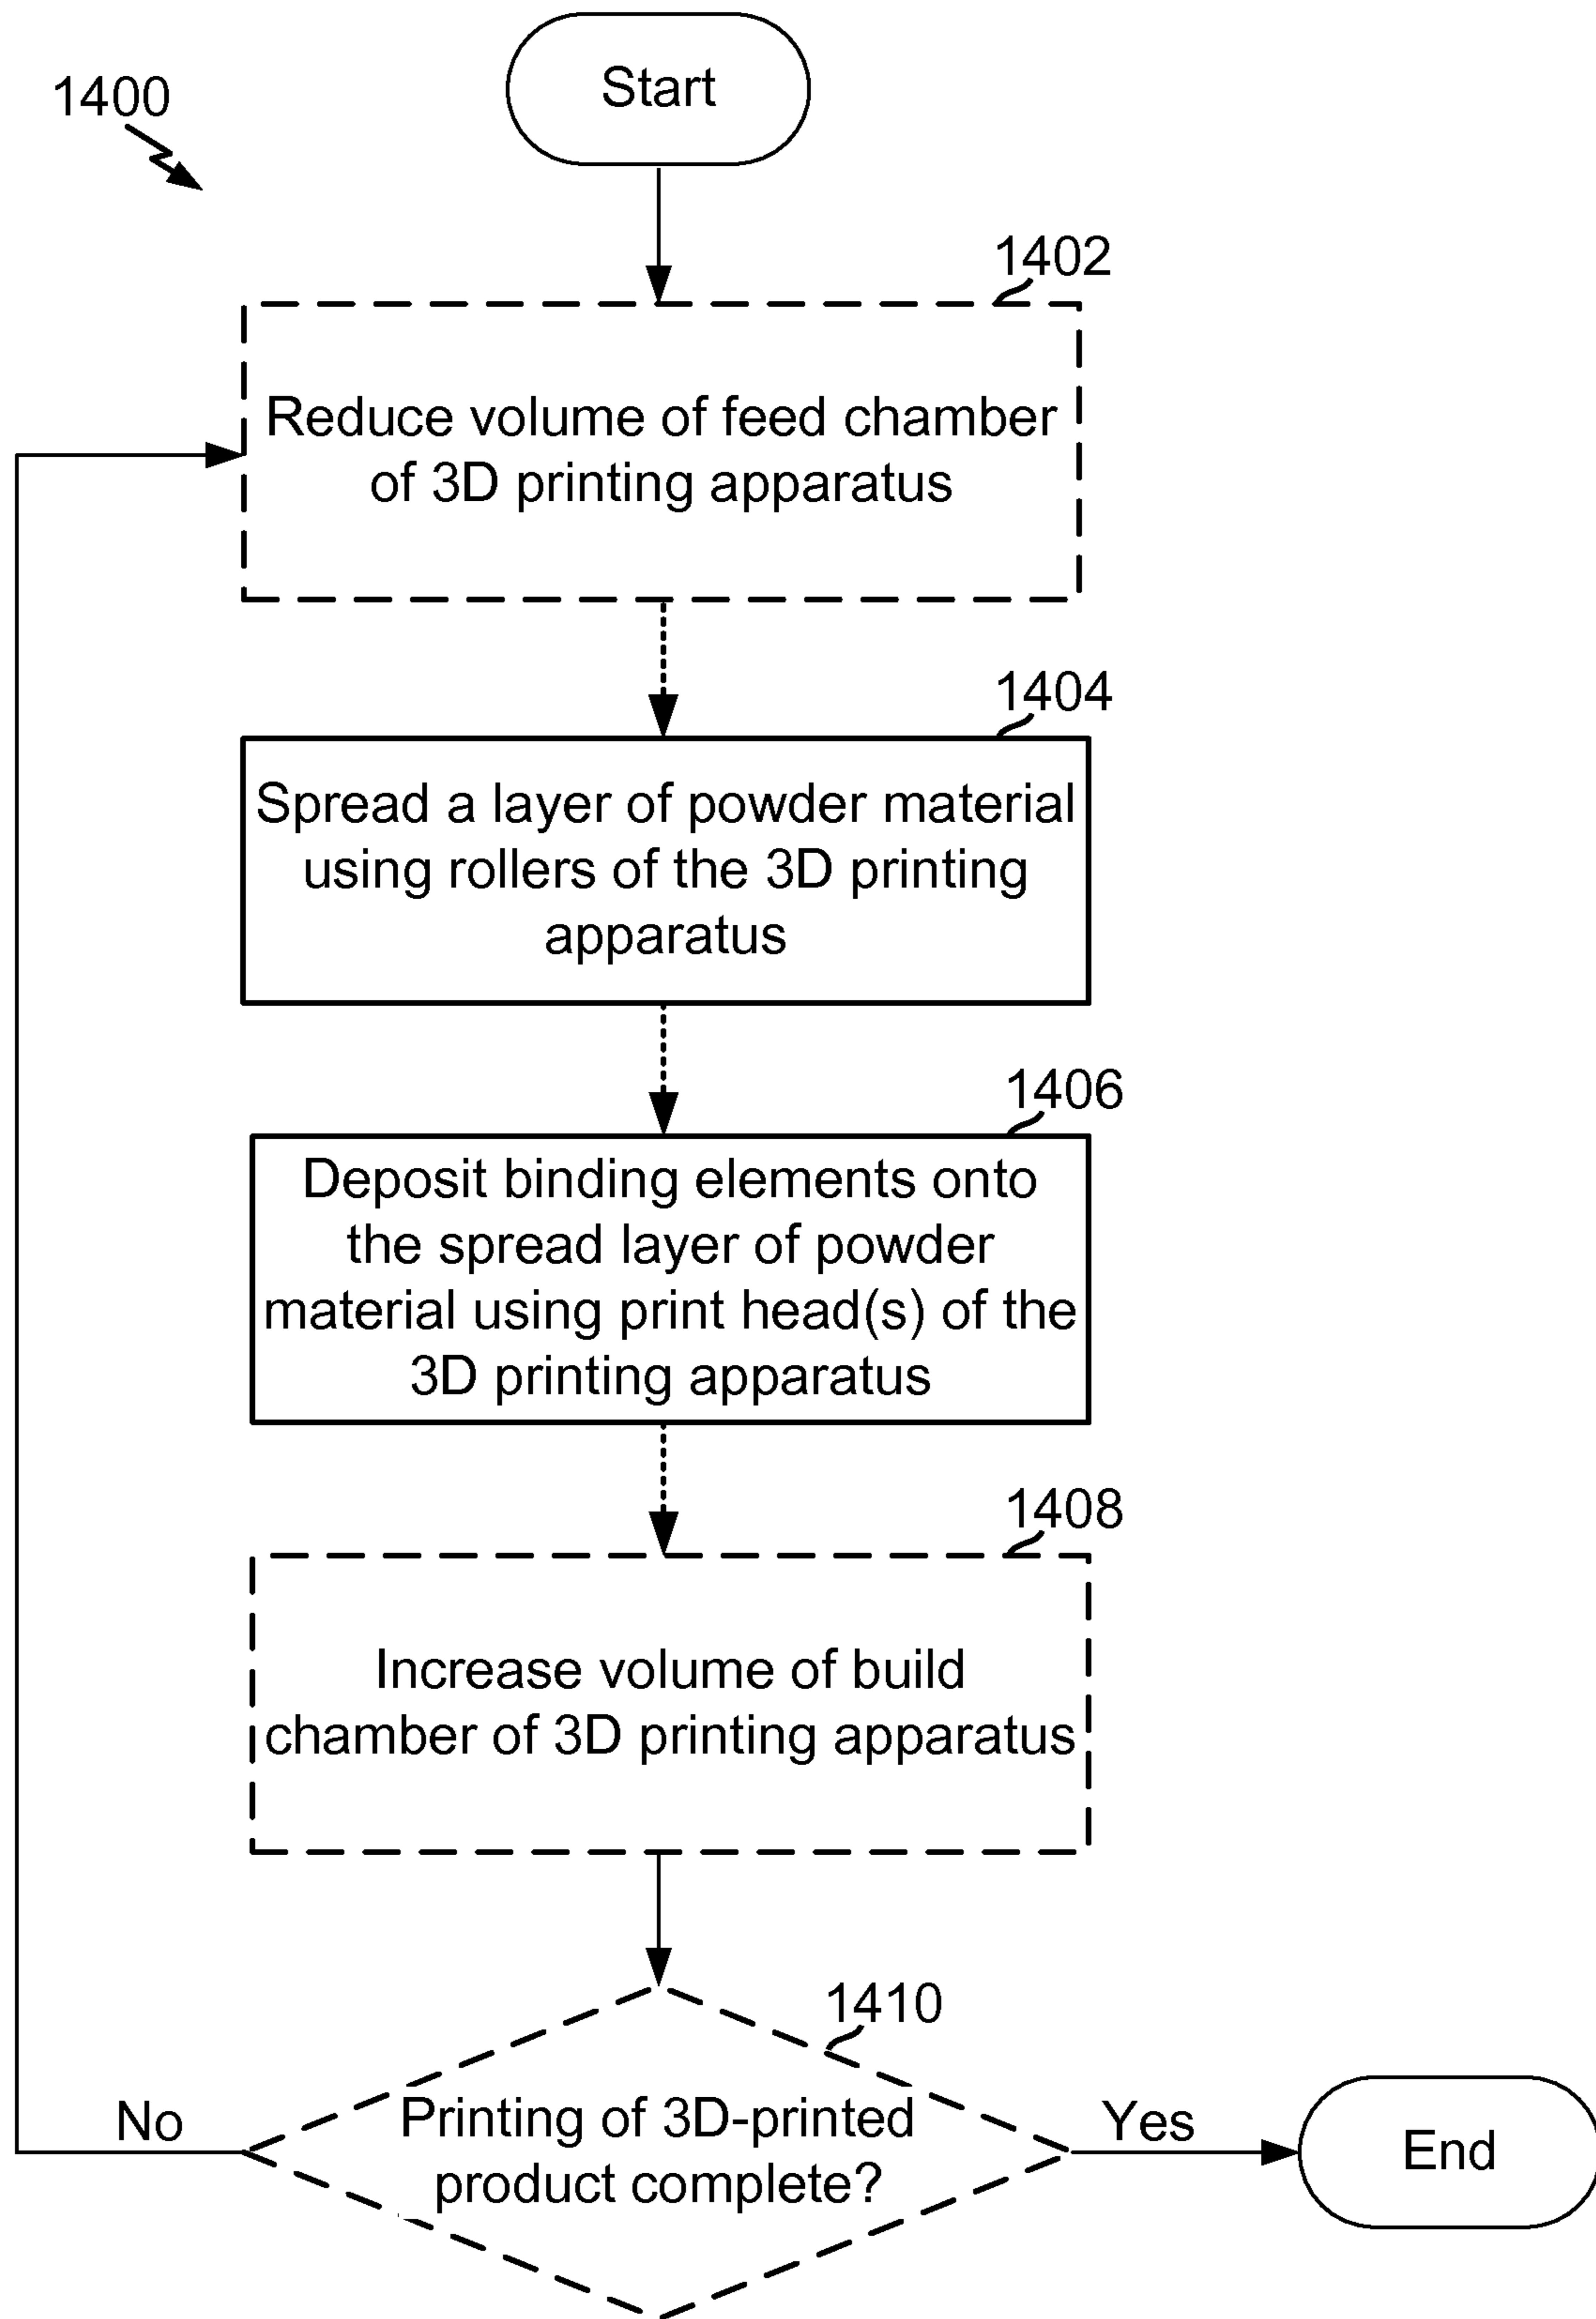 Start
1400
1402
Reduce volume of feed chamber
of 3D printing apparatus
1404
Spread a layer of powder material
using rollers of the 3D printing
apparatus
1406
Deposit binding elements onto
the spread layer of powder
material using print head(s) of the
3D printing apparatus
1408
Increase volume of build
chamber of 3D printing apparatus
1410
Printing of 3D-printed
product complete?
No
Yes
End